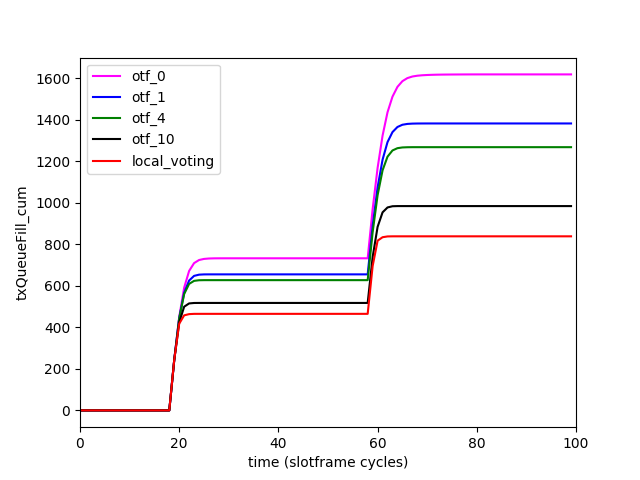 otf_0
otf_1
otf_4
otf_10
local_voting
1600
1400
1200
1000
800
600
400
200
0
txQueueFill_cum
0 20 40 60 80 100
time (slotframe cycles)